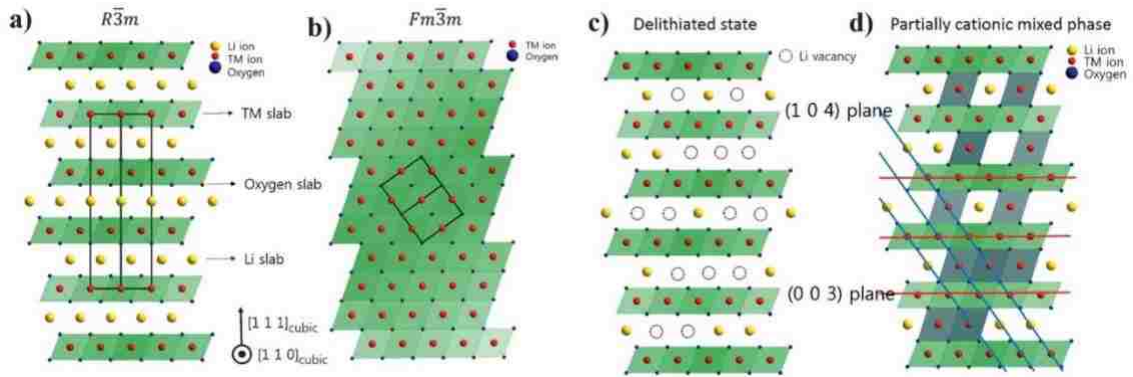 a)
R3̅m
Li ion
TM ion
Oxygen
TM slab
Oxygen slab
Li slab
[1 1 1]cubic
[1 1 0]cubic
b)
Fm3̅m
TM ion
Oxygen
c)
Delithiated state
Li vacancy
(1 0 4) plane
(0 0 3) plane
d)
Partially cationic mixed phase
Li ion
TM ion
Oxygen